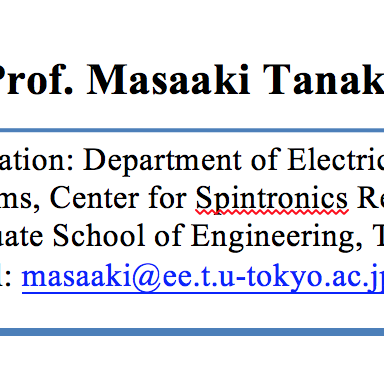 Prof. Masaaki Tanak
ation: Department of Electric
ms, Center for Spintronics Re
uate School of Engineering, T
l: masaaki@ee.t.u-tokyo.ac.jp